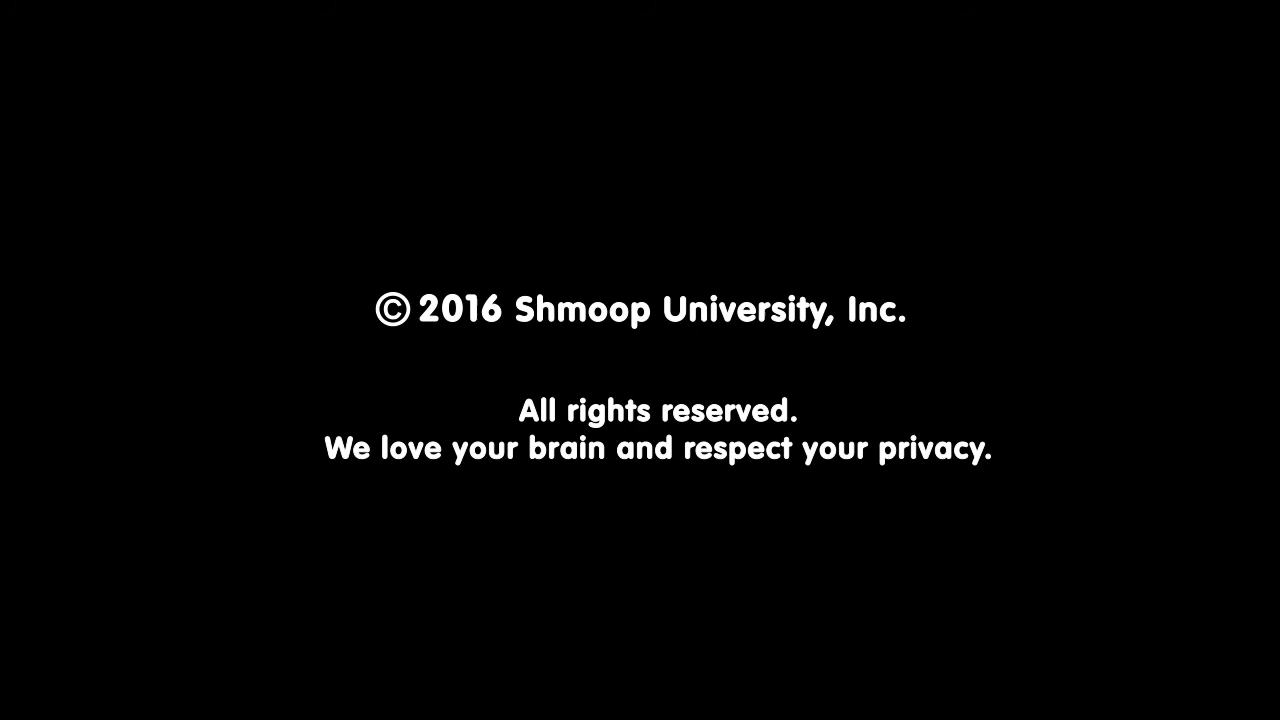 © 2016 Shmoop University, Inc.
All rights reserved.
We love your brain and respect your privacy.